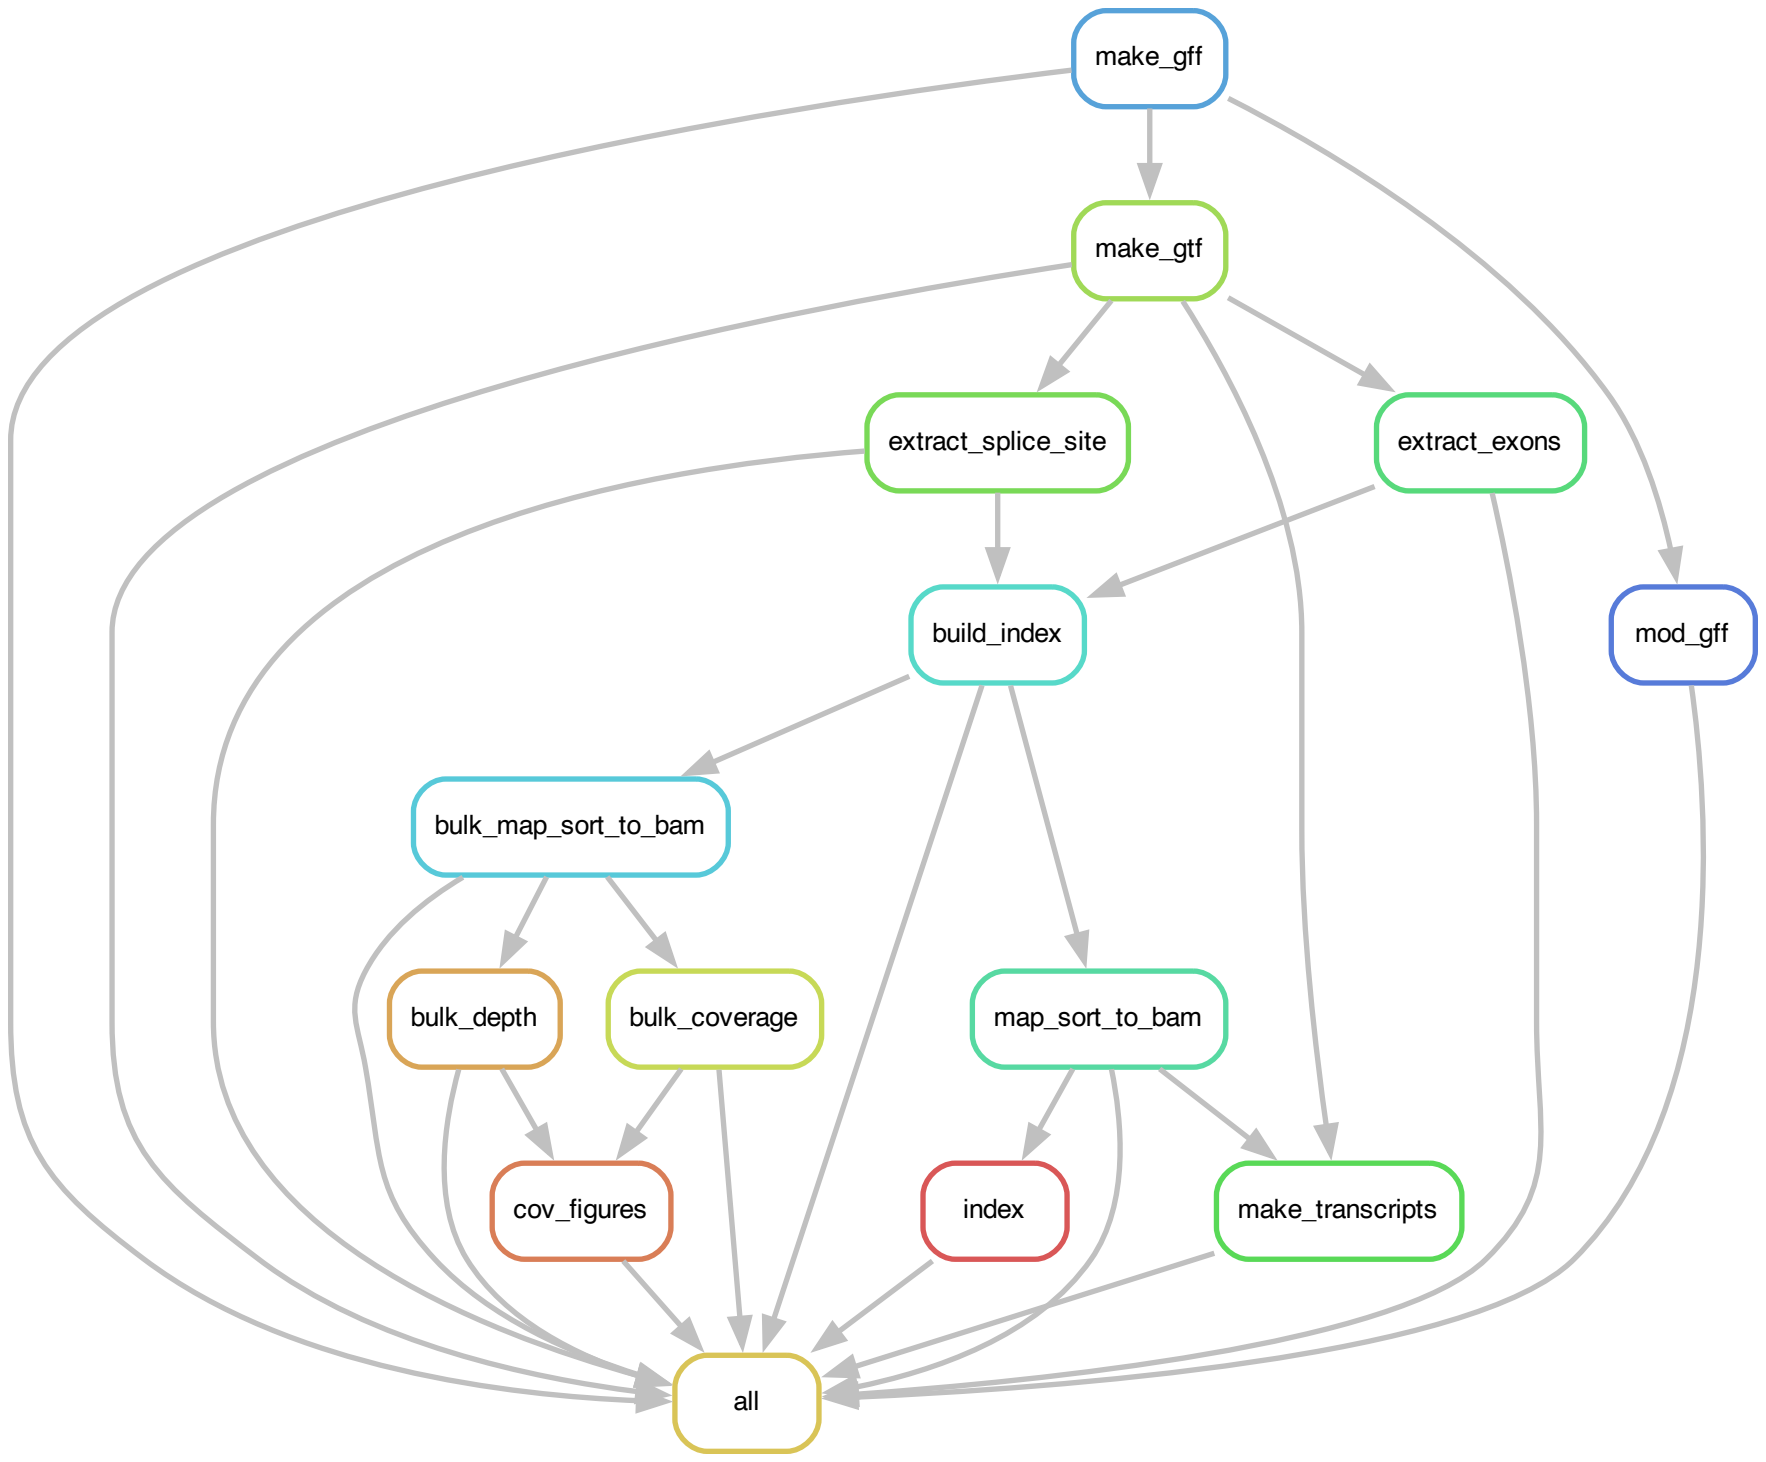 make_gff
make_gtf
extract_splice_site
extract_exons
build_index
mod_gff
bulk_map_sort_to_bam
bulk_depth
bulk_coverage
map_sort_to_bam
cov_figures
index
make_transcripts
all